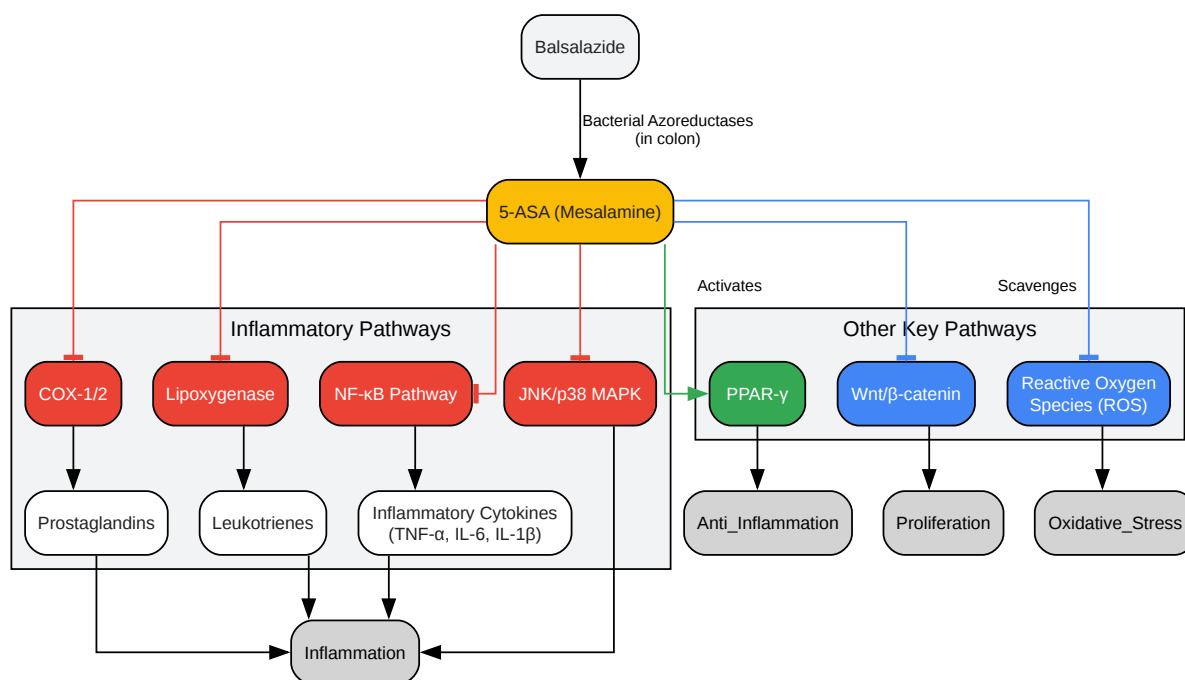 Balsalazide
Bacterial Azoreductases
(in colon)
5-ASA (Mesalamine)
Activates
Scavenges
Inflammatory Pathways
Other Key Pathways
COX-1/2
Lipoxygenase
NF-κB Pathway
JNK/p38 MAPK
PPAR-γ
Wnt/β-catenin
Reactive Oxygen
Species (ROS)
Prostaglandins
Leukotrienes
Inflammatory Cytokines
(TNF-α, IL-6, IL-1β)
Anti_Inflammation
Proliferation
Oxidative_Stress
Inflammation